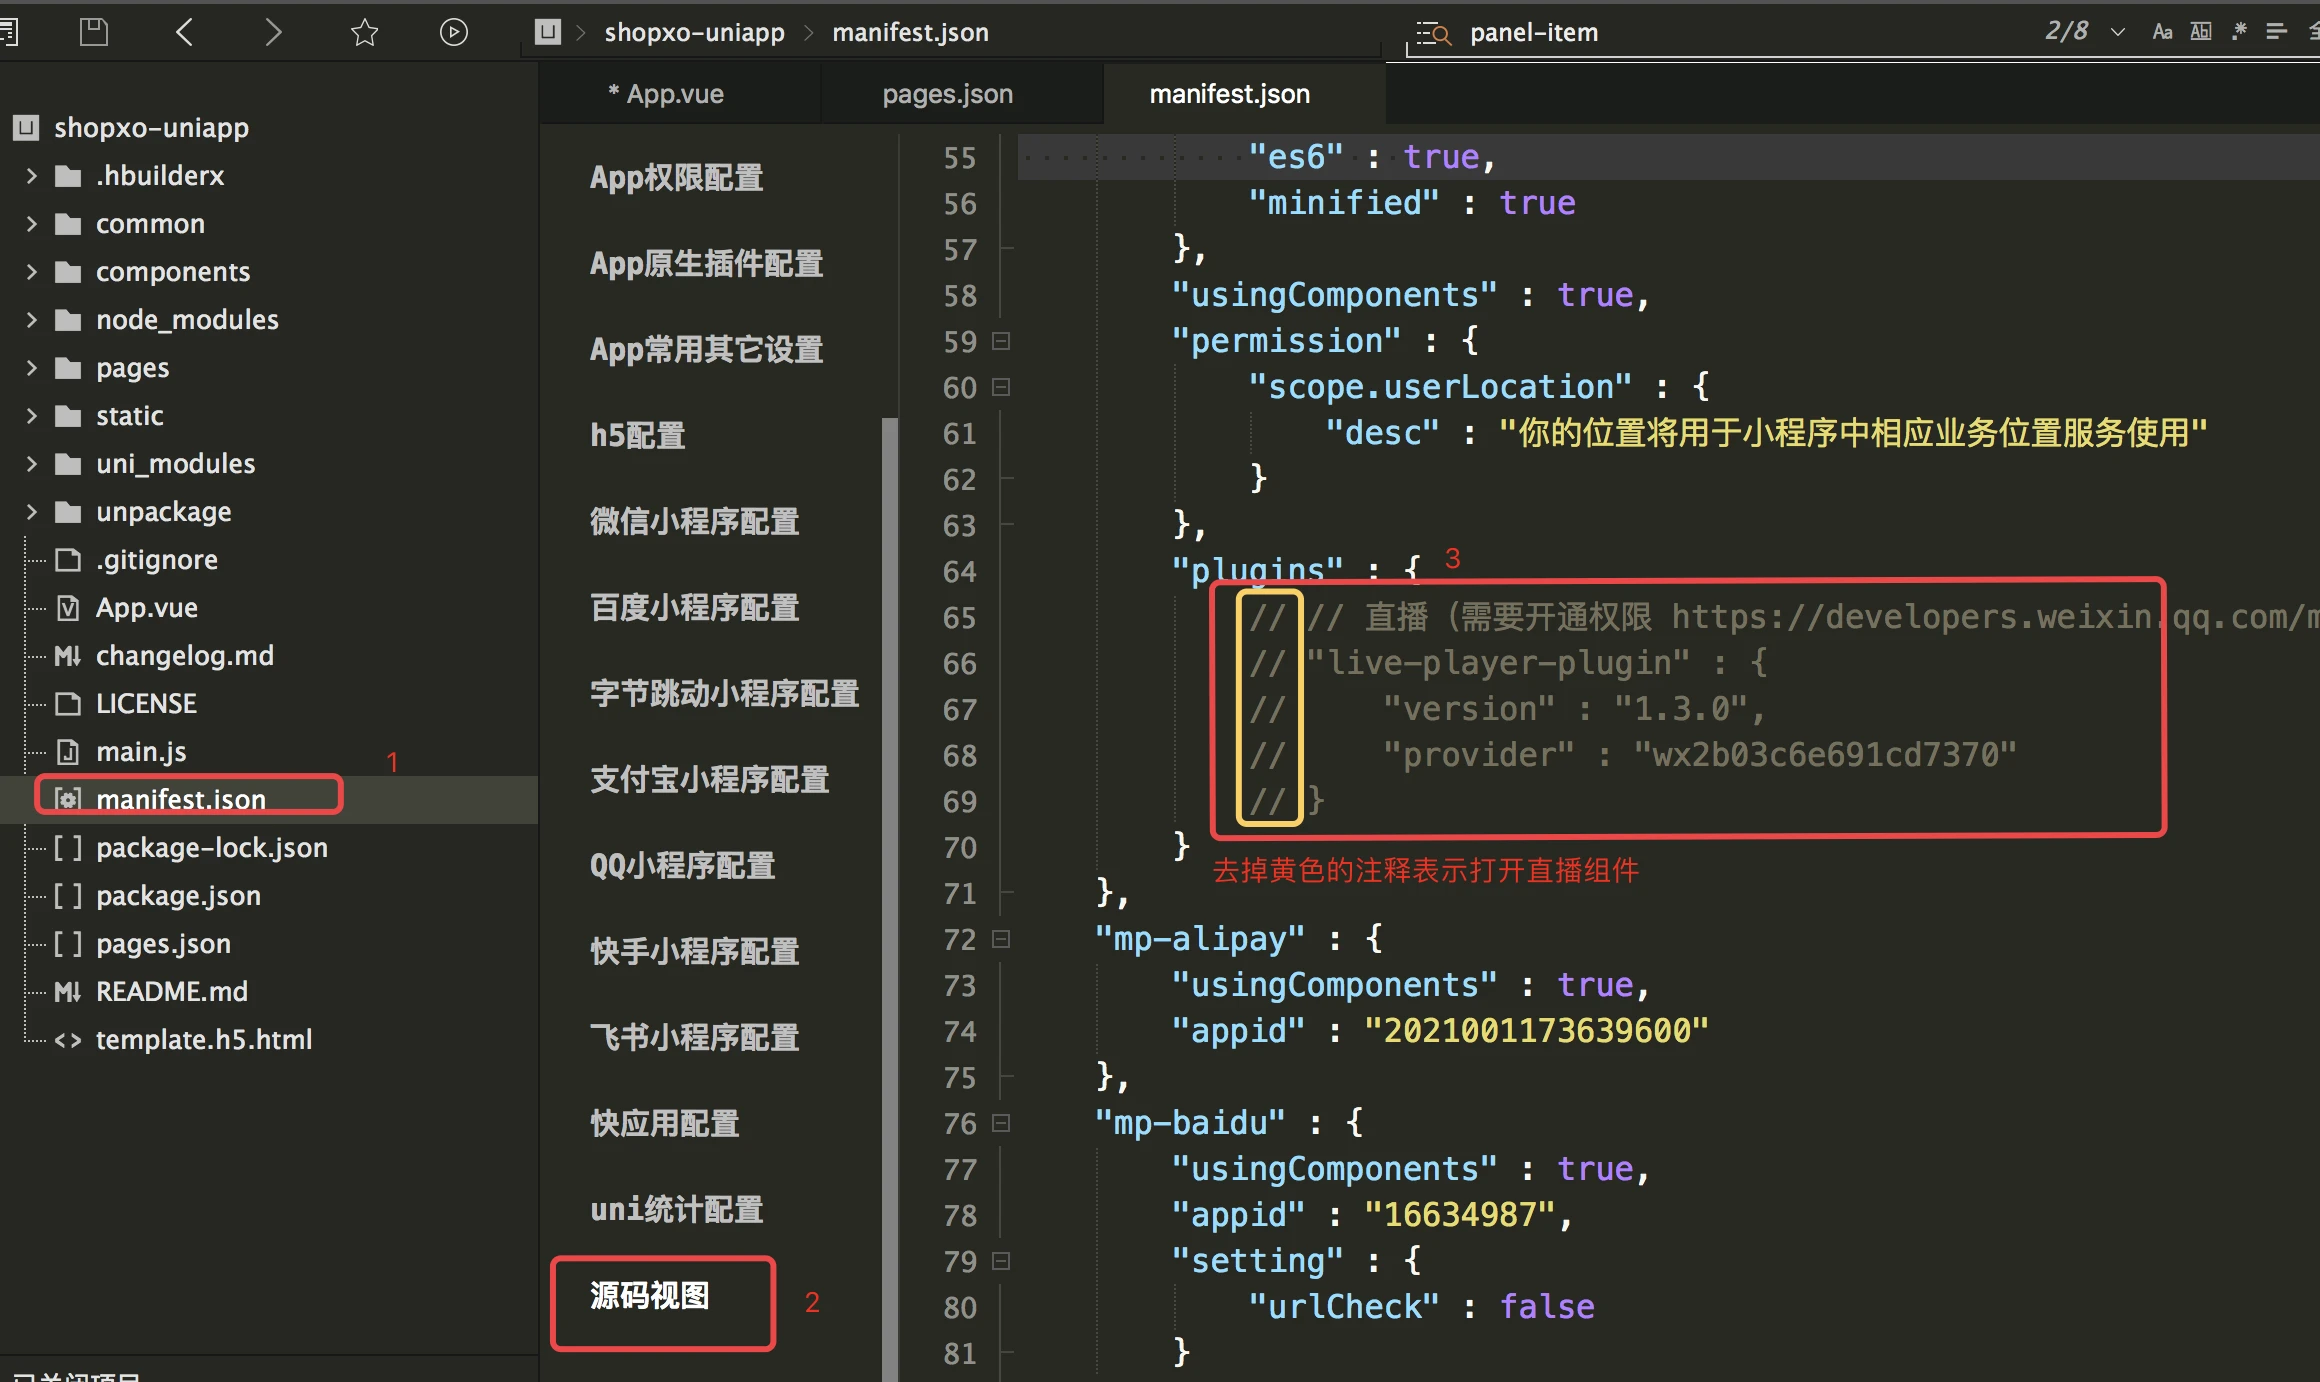 shopxo-uniapp
manifest.json
panel-item
2/8
Aa
Ab
.*
* App.vue
pages.json
manifest.json
shopxo-uniapp
.hbuilderx
common
components
node_modules
pages
static
uni_modules
unpackage
.gitignore
App.vue
changelog.md
LICENSE
main.js
1
manifest.json
package-lock.json
package.json
pages.json
README.md
template.h5.html
已关闭项目
App权限配置
App原生插件配置
App常用其它设置
h5配置
微信小程序配置
百度小程序配置
字节跳动小程序配置
支付宝小程序配置
QQ小程序配置
快手小程序配置
飞书小程序配置
快应用配置
uni统计配置
源码视图
2
55 "es6" : true,
56 "minified" : true
57 },
58 "usingComponents" : true,
59 "permission" : {
60 "scope.userLocation" : {
61 "desc" : "你的位置将用于小程序中相应业务位置服务使用"
62 }
63 },
64 "plugins" : { 3
65 // // 直播（需要开通权限 https://developers.weixin.qq.com/m
66 // "live-player-plugin" : {
67 // "version" : "1.3.0",
68 // "provider" : "wx2b03c6e691cd7370"
69 // }
70 }
去掉黄色的注释表示打开直播组件
71 },
72 "mp-alipay" : {
73 "usingComponents" : true,
74 "appid" : "2021001173639600"
75 },
76 "mp-baidu" : {
77 "usingComponents" : true,
78 "appid" : "16634987",
79 "setting" : {
80 "urlCheck" : false
81 }